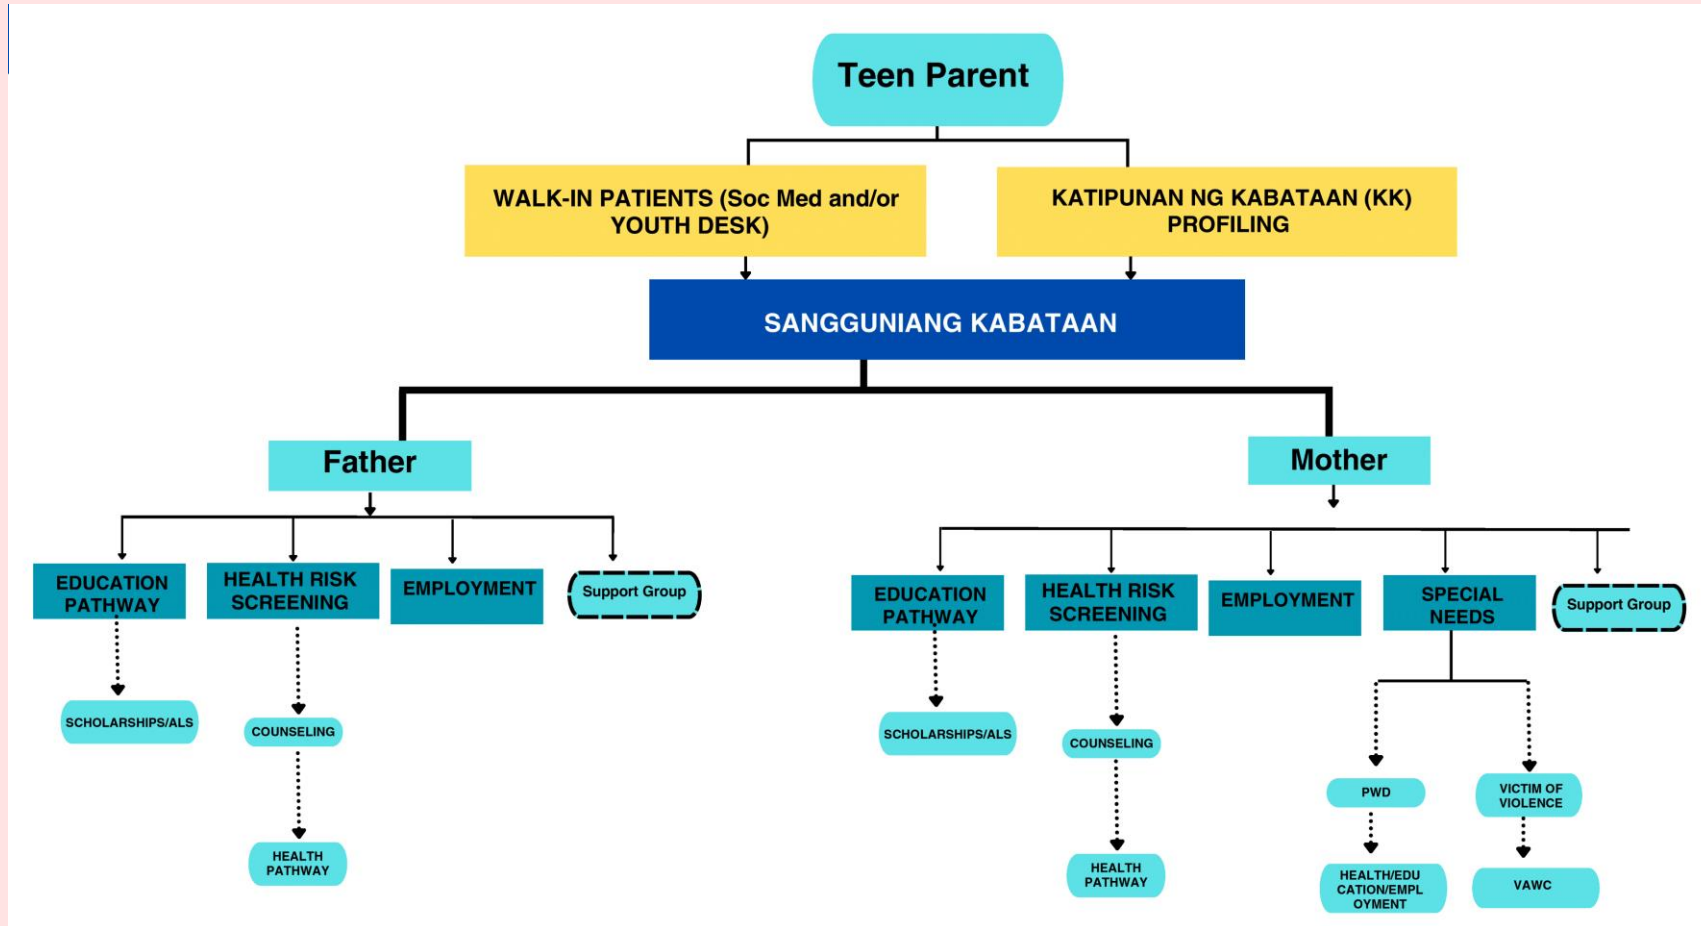 Teen Parent
WALK-IN PATIENTS (Soc Med and/or
YOUTH DESK)
KATIPUNAN NG KABATAAN (KK)
PROFILING
SANGGUNIANG KABATAAN
Father
Mother
EDUCATION
PATHWAY
HEALTH RISK
SCREENING
EMPLOYMENT
Support Group
EDUCATION
PATHWAY
HEALTH RISK
SCREENING
EMPLOYMENT
SPECIAL
NEEDS
Support Group
SCHOLARSHIPS/ALS
COUNSELING
SCHOLARSHIPS/ALS
COUNSELING
PWD
VICTIM OF
VIOLENCE
HEALTH
PATHWAY
HEALTH
PATHWAY
HEALTH/EDU
CATION/EMPL
OYMENT
VAWC